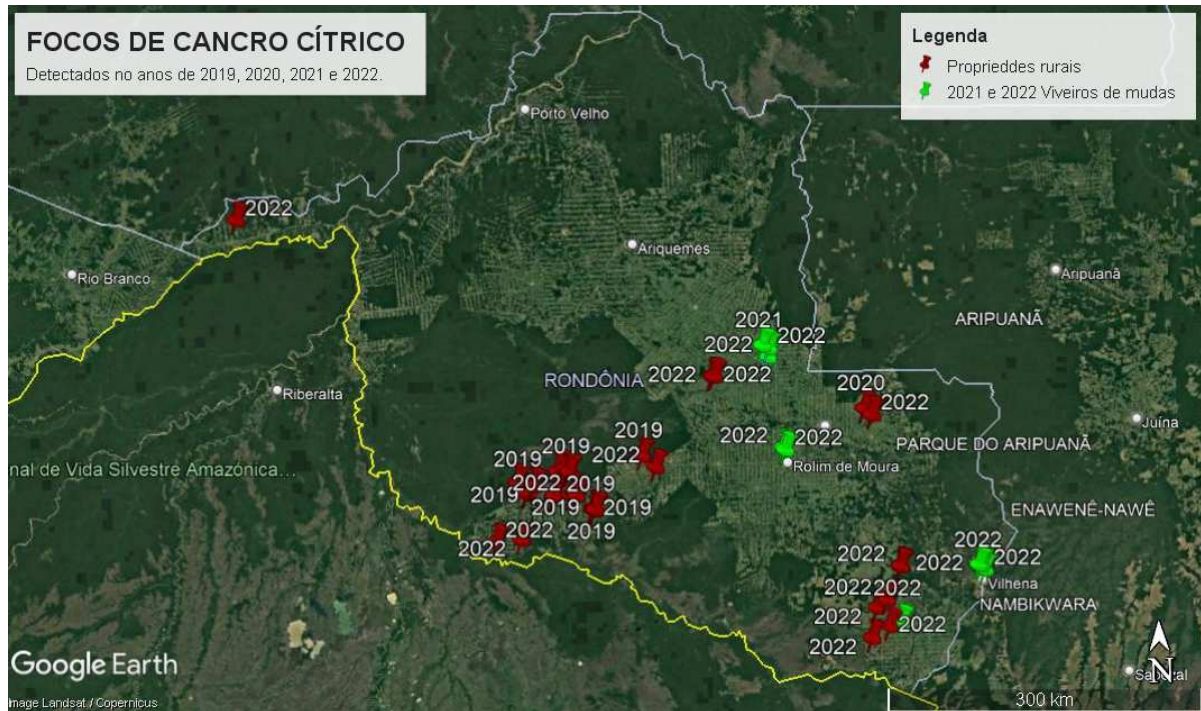 FOCOS DE CANCRO CÍTRICO
Detectados no anos de 2019, 2020, 2021 e 2022.
Legenda
Proprieddes rurais
2021 e 2022 Viveiros de mudas
Porto Velho
2022
Ariquemes
Rio Branco
Aripuanã
ARIPUANÃ
2021
2022 2022
RONDÔNIA
2022 2022
2020
2022
Riberalta
Juína
2019
2022 2022
PARQUE DO ARIPUANÃ
2019 2022
2019
Rolim de Moura
nal de Vida Silvestre Amazónica...
2022 2019
2019
2019 2019
2019
ENAWENÊ-NAWÊ
2022
2022
2022
2022 2022 2022
Vilhena
2022 2022
NAMBIKWARA
2022
2022
2022
N
Google Earth
300 km
mage Landsat / Copernicus